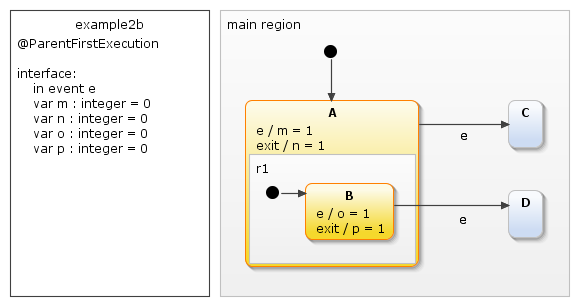 example2b
@ParentFirstExecution
interface:
in event e
var m : integer = 0
var n : integer = 0
var o : integer = 0
var p : integer = 0
main region
A
e / m = 1
exit / n = 1
r1
B
e / o = 1
exit / p = 1
e
C
e
D